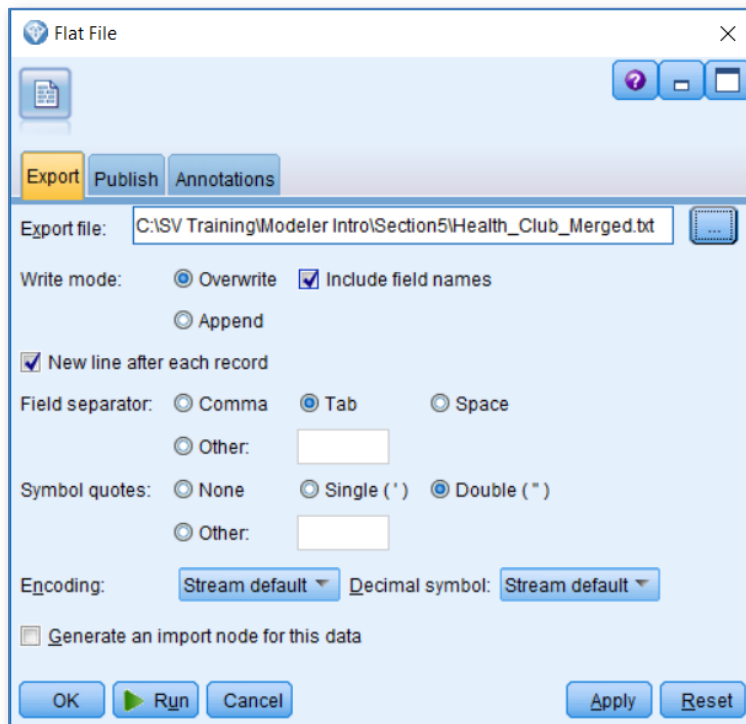 Flat File
Export Publish Annotations
Export file: C:\SV Training\Modeler Intro\Section5\Health_Club_Merged.txt ...
Write mode: Overwrite Include field names
Append
New line after each record
Field separator: Comma Tab Space
Other:
Symbol quotes: None Single ( ' ) Double ( " )
Other:
Encoding: Stream default Decimal symbol: Stream default
Generate an import node for this data
OK Run Cancel Apply Reset